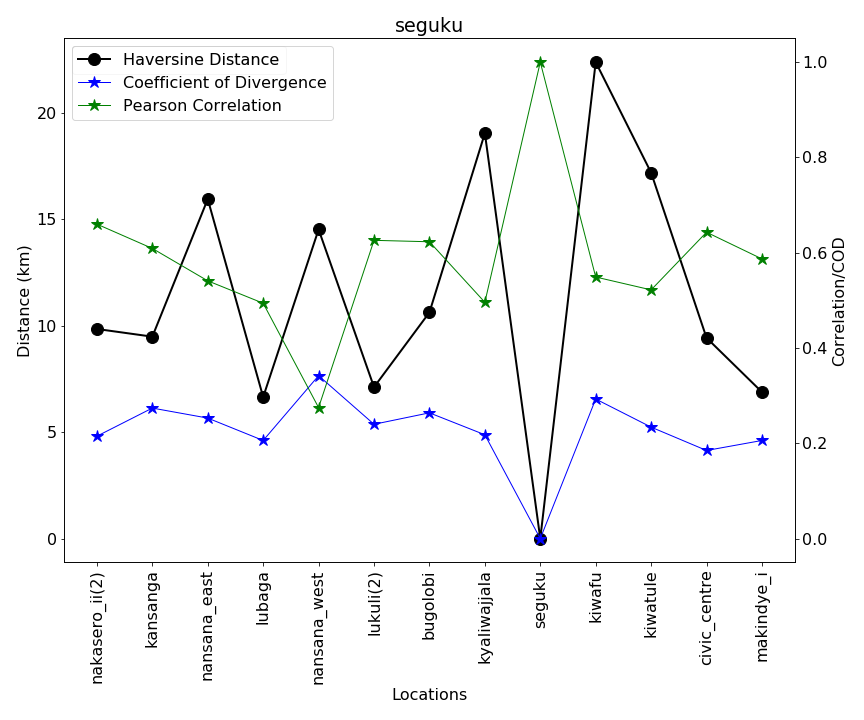 seguku
Haversine Distance
Coefficient of Divergence
Pearson Correlation
Distance (km)
20
15
10
5
0
1.0
0.8
0.6
0.4
0.2
0.0
Correlation/COD
nakasero_ii(2)
kansanga
nansana_east
lubaga
nansana_west
lukuli(2)
bugolobi
kyaliwajjala
seguku
kiwafu
kiwatule
civic_centre
makindye_i
Locations